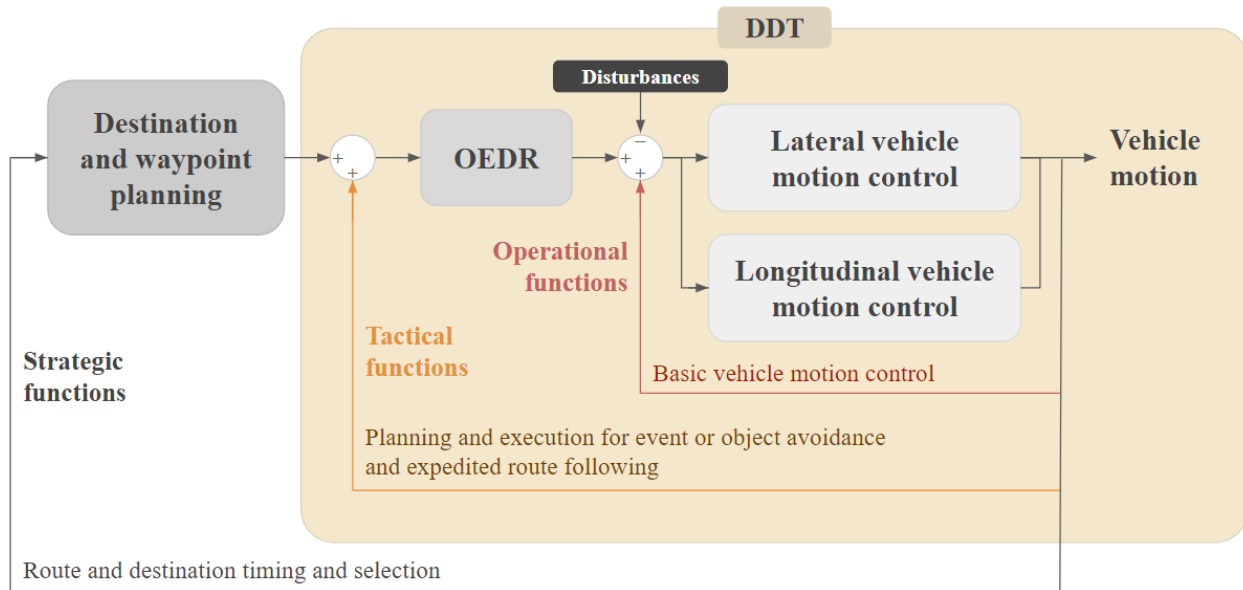 DDT
Disturbances
Destination
and waypoint
planning
+
+
OEDR
−
+
+
Lateral vehicle
motion control
Vehicle
motion
Operational
functions
Longitudinal vehicle
motion control
Tactical
functions
Strategic
functions
Basic vehicle motion control
Planning and execution for event or object avoidance
and expedited route following
Route and destination timing and selection